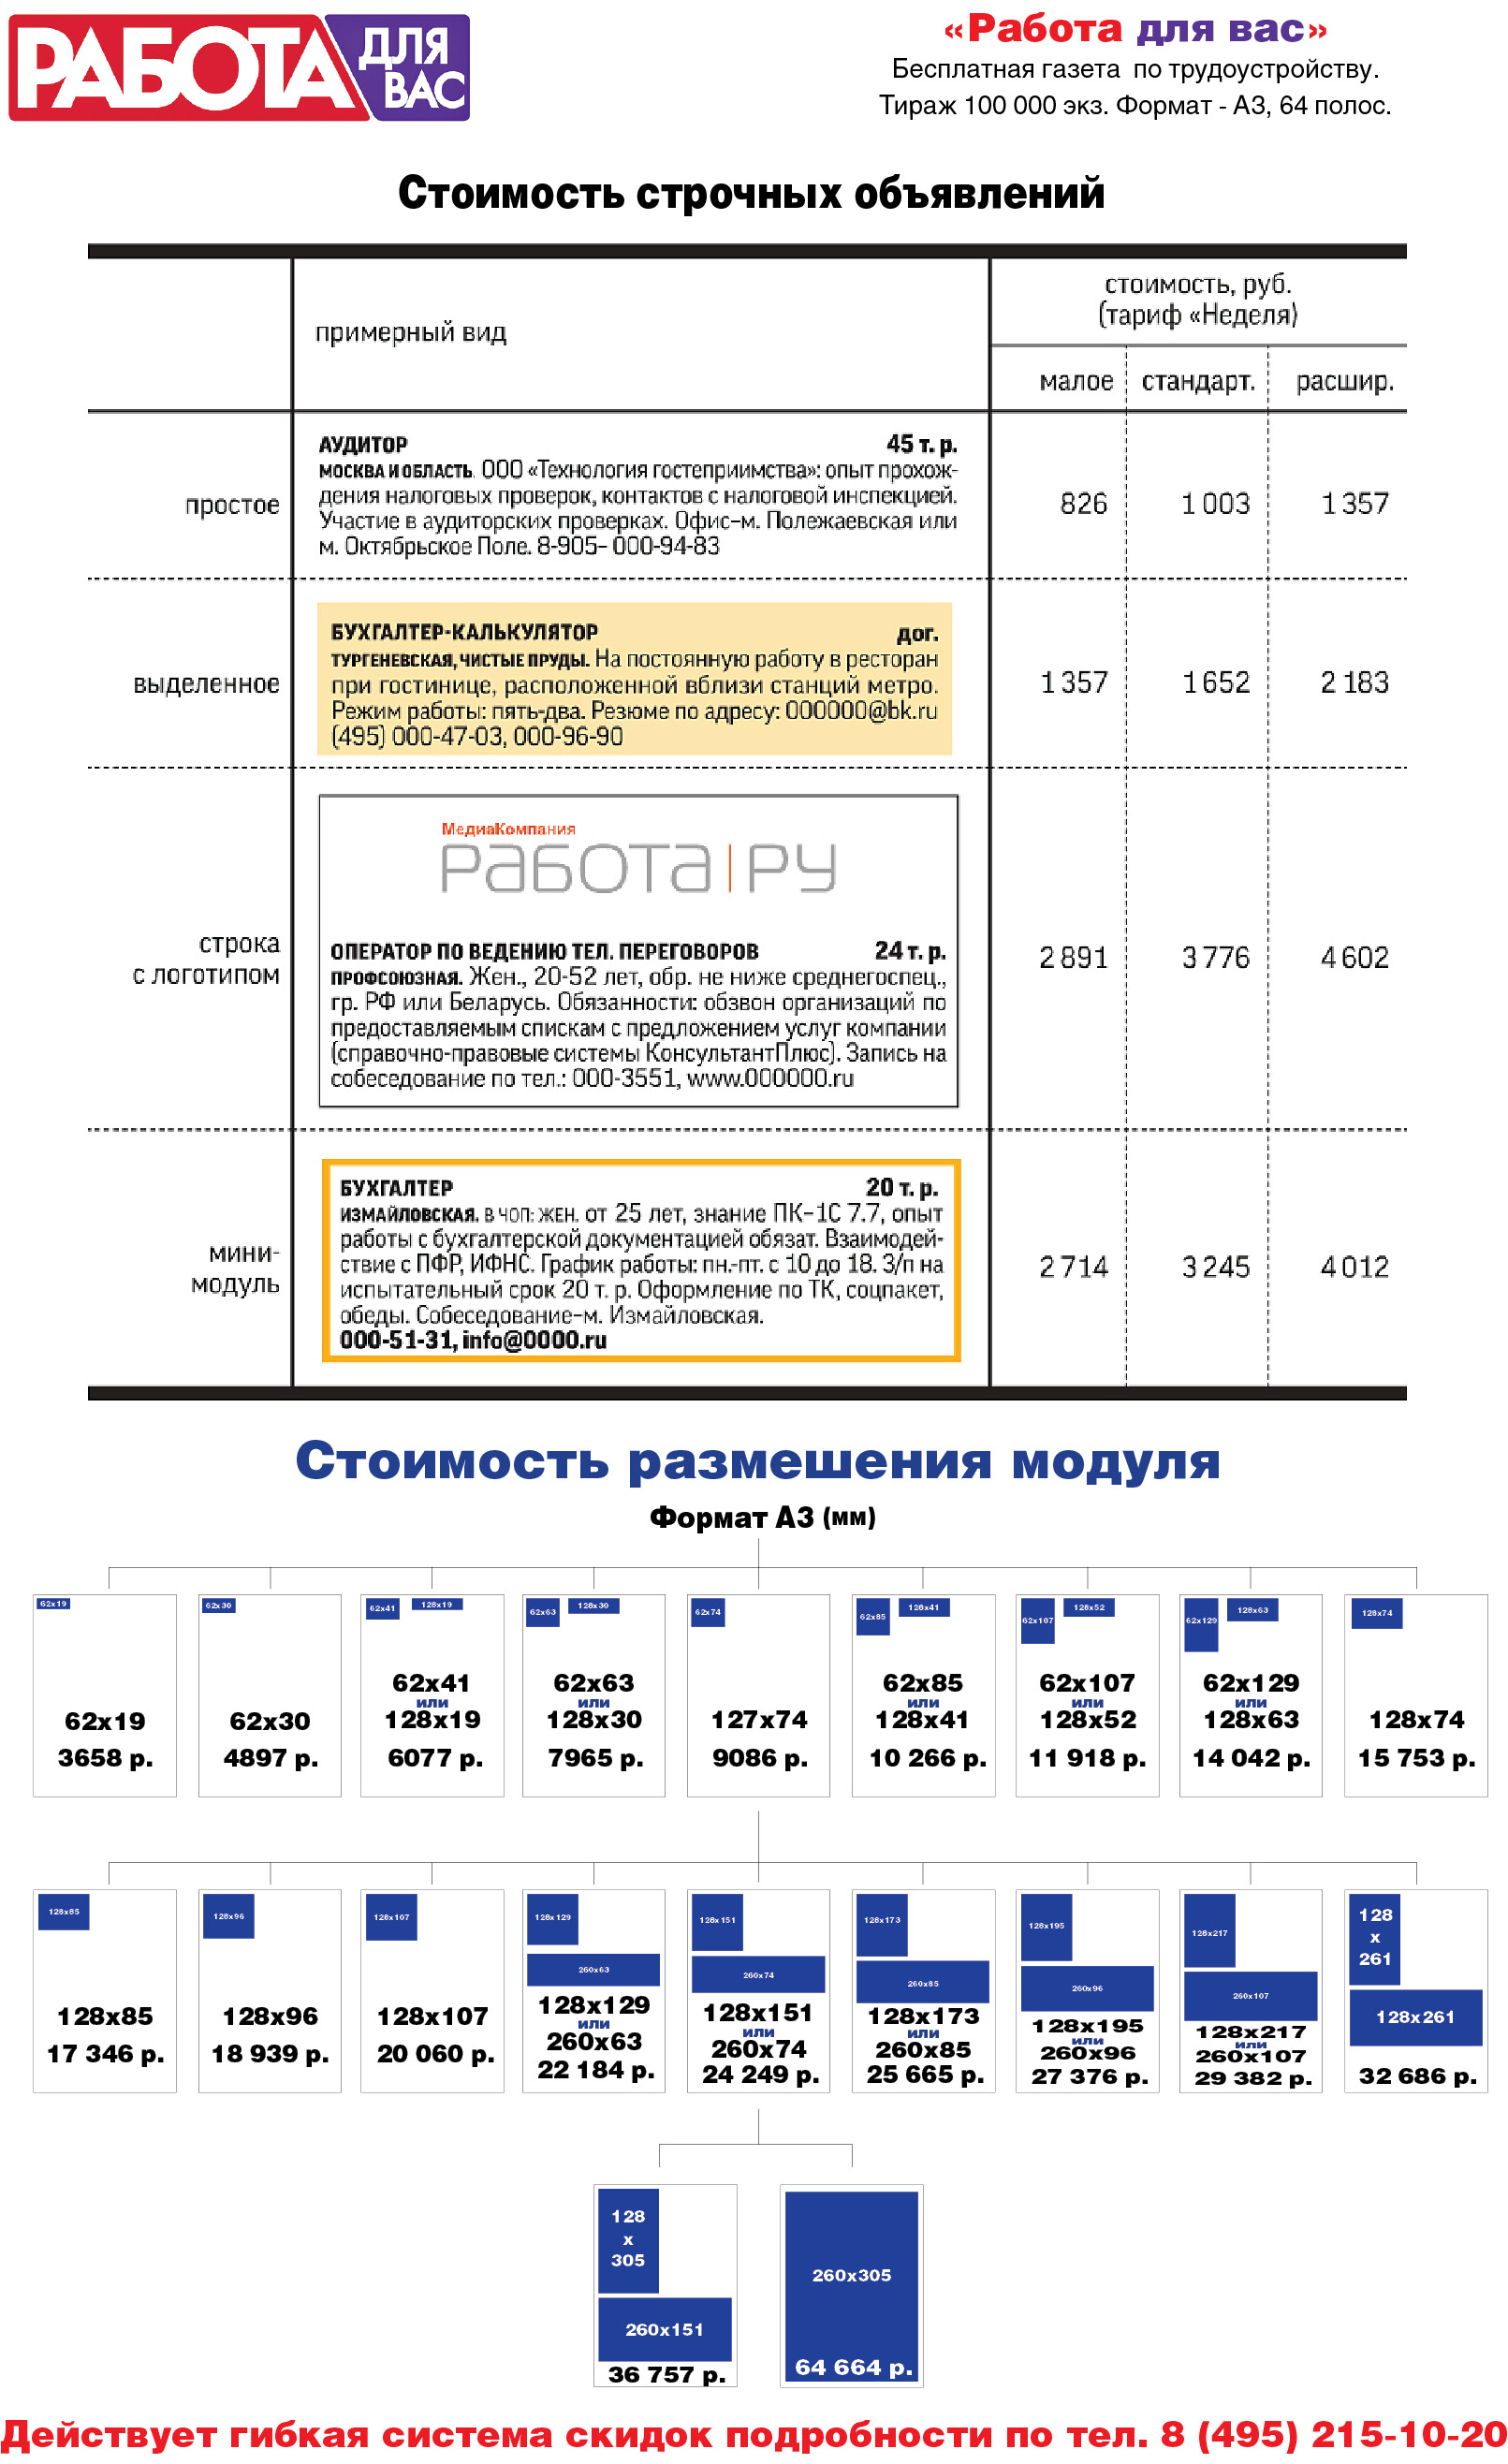 РАБОТА ДЛЯ ВАС
«Работа для вас»
Бесплатная газета по трудоустройству.
Тираж 100 000 экз. Формат - А3, 64 полос.
Стоимость строчных объявлений
примерный вид
стоимость, руб.
(тариф «Неделя)
малое стандарт. расшир.
простое
АУДИТОР 45 т. р.
МОСКВА И ОБЛАСТЬ. ООО «Технология гостеприимства»: опыт прохож-
дения налоговых проверок, контактов с налоговой инспекцией.
Участие в аудиторских проверках. Офис–м. Полежаевская или
м. Октябрьское Поле. 8-905– 000-94-83
826 1 003 1 357
выделенное
БУХГАЛТЕР-КАЛЬКУЛЯТОР дог.
ТУРГЕНЕВСКАЯ, ЧИСТЫЕ ПРУДЫ. На постоянную работу в ресторан
при гостинице, расположенной вблизи станций метро.
Режим работы: пять-два. Резюме по адресу: 000000@bk.ru
(495) 000-47-03, 000-96-90
1 357 1 652 2 183
строка
с логотипом
МедиаКомпания
РАБОТА|РУ
ОПЕРАТОР ПО ВЕДЕНИЮ ТЕЛ. ПЕРЕГОВОРОВ 24 т. р.
ПРОФСОЮЗНАЯ. Жен., 20-52 лет, обр. не ниже среднегоспец.,
гр. РФ или Беларусь. Обязанности: обзвон организаций по
предоставляемым спискам с предложением услуг компании
(справочно-правовые системы КонсультантПлюс). Запись на
собеседование по тел.: 000-3551, www.000000.ru
2 891 3 776 4 602
мини-
модуль
БУХГАЛТЕР 20 т. р.
ИЗМАЙЛОВСКАЯ. В ЧОП: ЖЕН. от 25 лет, знание ПК–1С 7.7, опыт
работы с бухгалтерской документацией обязат. Взаимодей-
ствие с ПФР, ИФНС. График работы: пн.-пт. с 10 до 18. З/п на
испытательный срок 20 т. р. Оформление по ТК, соцпакет,
обеды. Собеседование–м. Измайловская.
000-51-31, info@0000.ru
2 714 3 245 4 012
Стоимость размешения модуля
Формат А3 (мм)
62x19
62x19
3658 р.
62x30
62x30
4897 р.
62x41 128x19
62x41
или
128x19
6077 р.
62x63 128x30
62x63
или
128x30
7965 р.
62x74
127x74
9086 р.
62x85 128x41
62x85
или
128x41
10 266 р.
62x107 128x52
62x107
или
128x52
11 918 р.
62x129 128x63
62x129
или
128x63
14 042 р.
128x74
128x74
15 753 р.
128x85
128x85
17 346 р.
128x96
128x96
18 939 р.
128x107
128x107
20 060 р.
128x129
260x63
128x129
или
260x63
22 184 р.
128x151
260x74
128x151
или
260x74
24 249 р.
128x173
260x85
128x173
или
260x85
25 665 р.
128x195
260x96
128x195
или
260x96
27 376 р.
128x217
260x107
128x217
или
260x107
29 382 р.
128
x
261
128x261
32 686 р.
128
x
305
260x151
36 757 р.
260x305
64 664 р.
Действует гибкая система скидок подробности по тел. 8 (495) 215-10-20